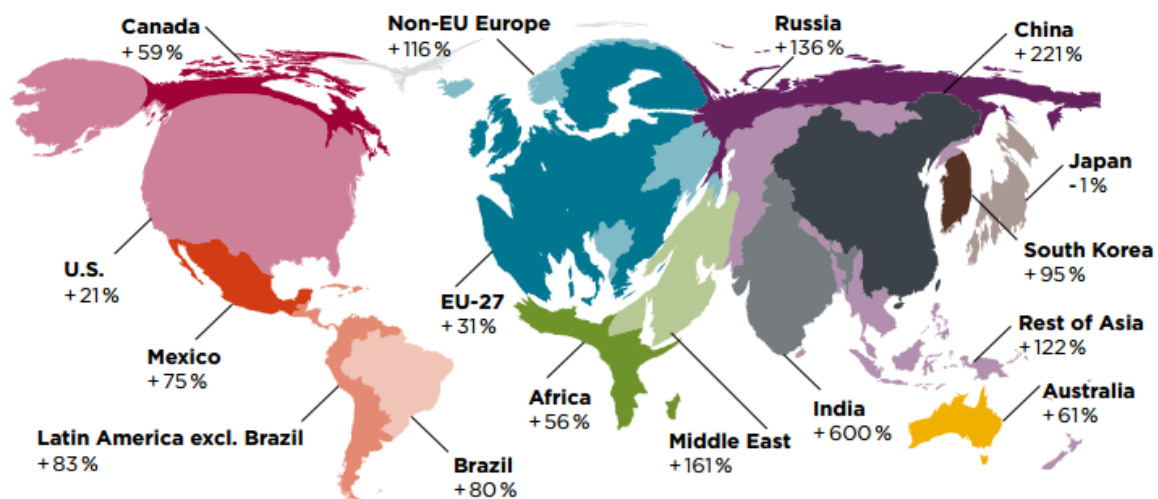 Canada
+59%
Non-EU Europe
+116%
Russia
+136%
China
+221%
Japan
-1%
South Korea
+95%
U.S.
+21%
EU-27
+31%
Rest of Asia
+122%
Mexico
+75%
Africa
+56%
India
+600%
Australia
+61%
Latin America excl. Brazil
+83%
Brazil
+80%
Middle East
+161%